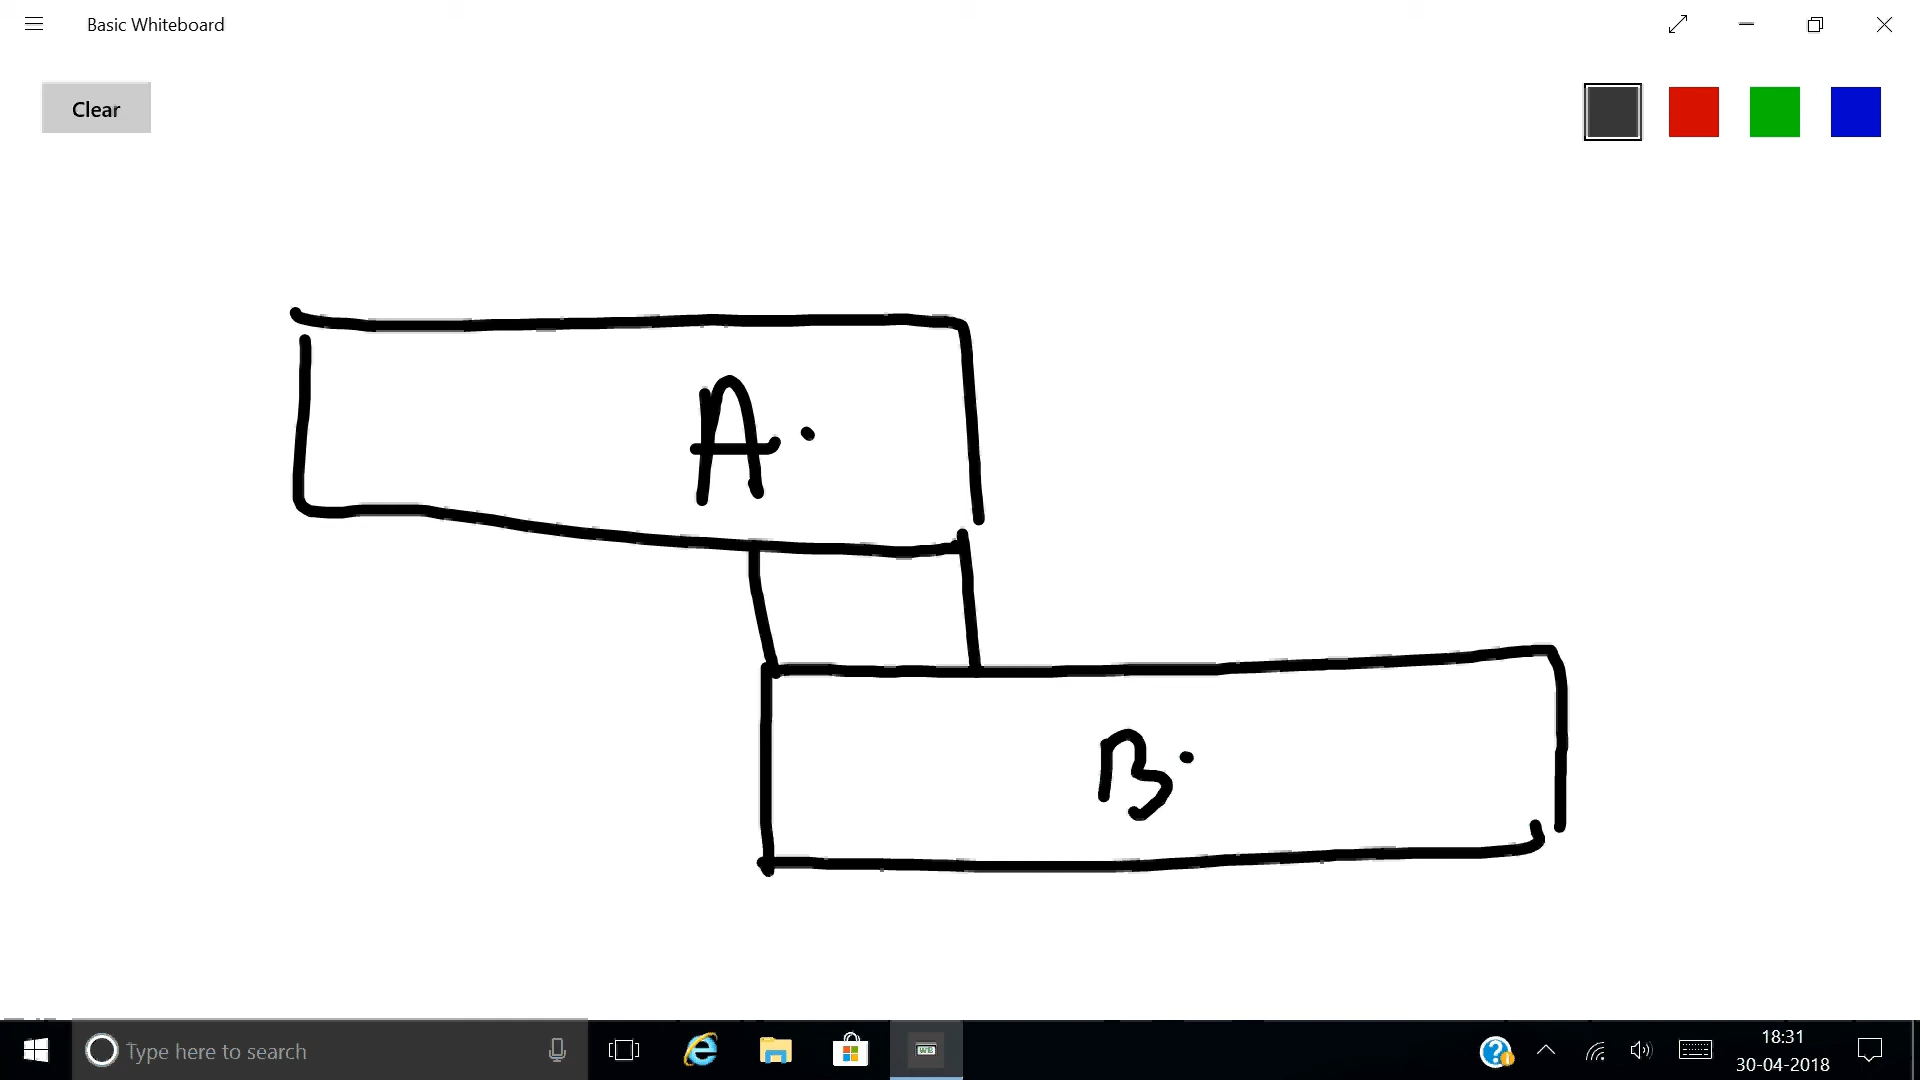 Basic Whiteboard
Clear
A.
B.
Type here to search
18:31
30-04-2018